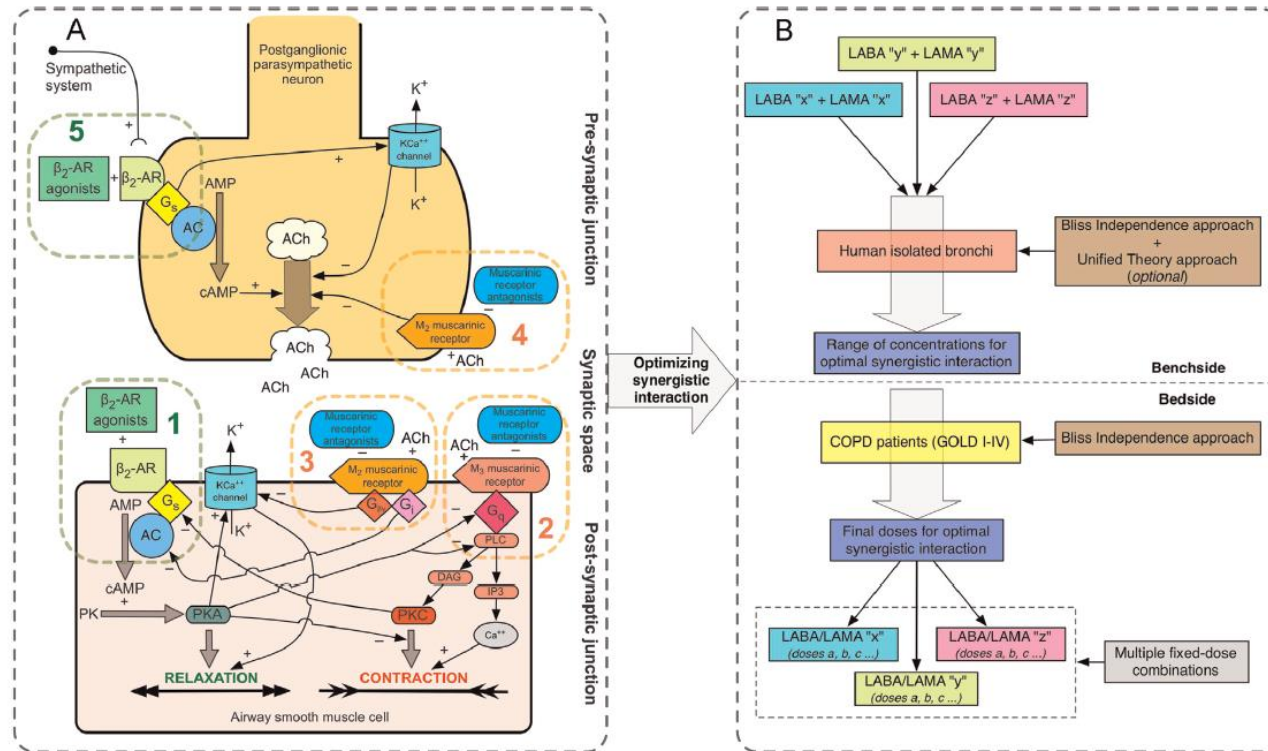 A
Sympathetic
system
Postganglionic
parasympathetic
neuron
K+
KCa++
channel
K+
+
+
5
β2-AR
agonists
+
β2-AR
Gs
AC
AMP
cAMP
+
ACh
–
–
Muscarinic
receptor
antagonists
–
M2 muscarinic
receptor
4
+ACh
ACh
ACh
ACh
Pre-synaptic junction
Synaptic space
Post-synaptic junction
β2-AR
agonists
+
1
β2-AR
Gs
AMP
AC
cAMP
+
PK
PKA
K+
KCa++
channel
+
K+
–
–
–
3
Muscarinic
receptor antagonists
–
ACh
+
M2 muscarinic
receptor
Gβγ
Gi
Muscarinic
receptor
antagonists
ACh
+
–
M3 muscarinic
receptor
Gq
2
–
–
PLC
DAG
IP3
PKC
Ca++
–
+
+
RELAXATION
CONTRACTION
Airway smooth muscle cell
Optimizing
synergistic
interaction
B
LABA "y" + LAMA "y"
LABA "x" + LAMA "x"
LABA "z" + LAMA "z"
Human isolated bronchi
Bliss Independence approach
+
Unified Theory approach
(optional)
Range of concentrations for
optimal synergistic interaction
Benchside
Bedside
COPD patients (GOLD I-IV)
Bliss Independence approach
Final doses for optimal
synergistic interaction
LABA/LAMA "x"
(doses a, b, c ...)
LABA/LAMA "z"
(doses a, b, c ...)
LABA/LAMA "y"
(doses a, b, c ...)
Multiple fixed-dose
combinations